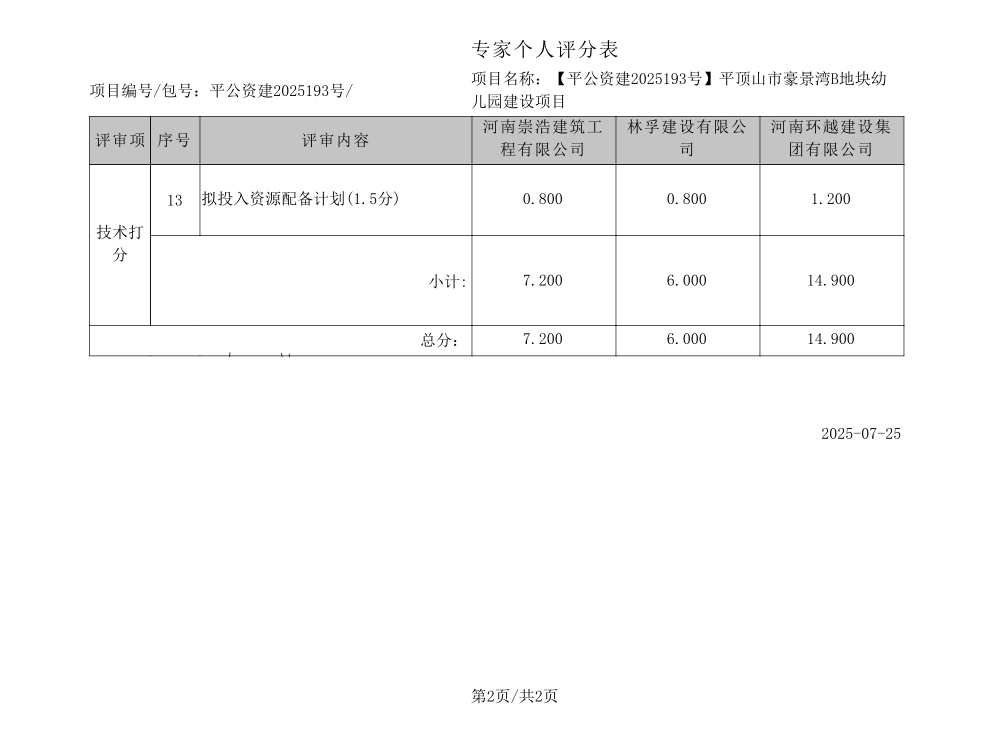 专家个人评分表
项目编号/包号：平公资建2025193号/
项目名称：【平公资建2025193号】平顶山市豪景湾B地块幼
儿园建设项目
评审项 序号 评审内容 河南崇浩建筑工 林孚建设有限公 河南环越建设集
程有限公司 司 团有限公司
13 拟投入资源配备计划(1.5分) 0.800 0.800 1.200
技术打
分
小计: 7.200 6.000 14.900
总分: 7.200 6.000 14.900
2025-07-25
第2页/共2页